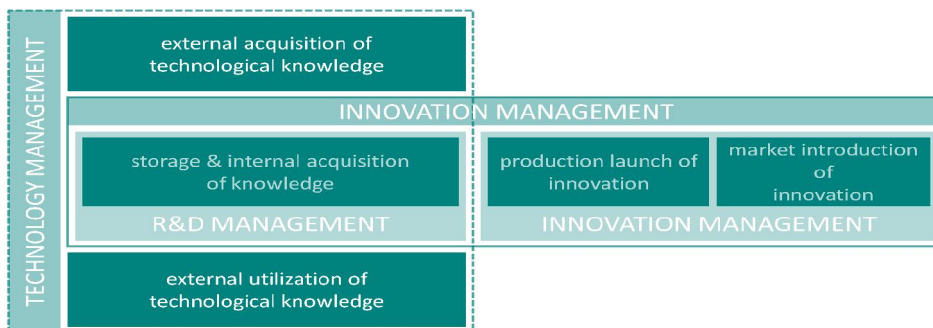 TECHNOLOGY MANAGEMENT
external acquisition of
technological knowledge
INNOVATION MANAGEMENT
storage & internal acquisition
of knowledge
R&D MANAGEMENT
production launch of
innovation
market introduction
of
innovation
INNOVATION MANAGEMENT
external utilization of
technological knowledge